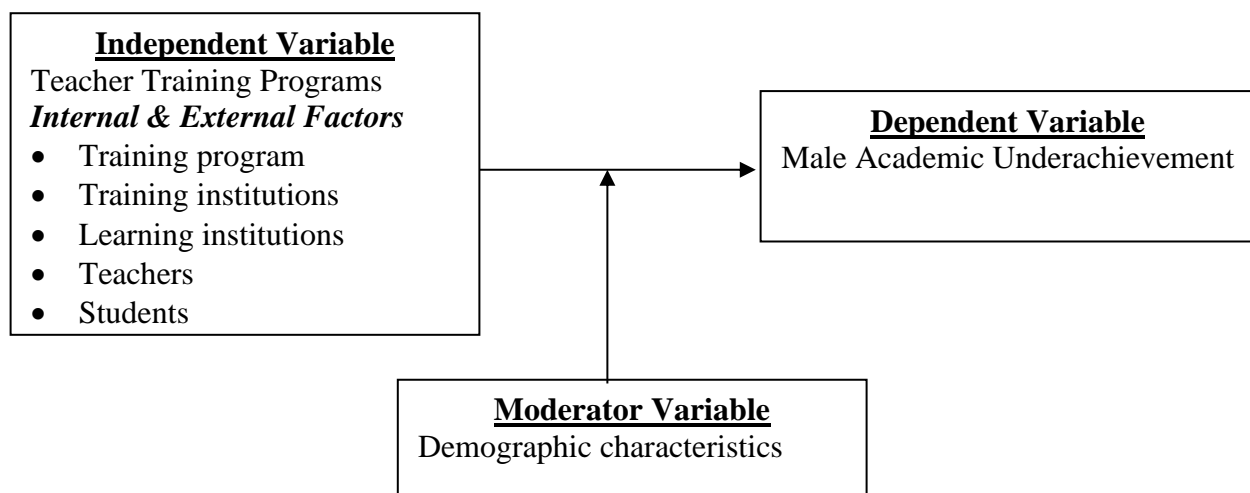 Independent Variable
Teacher Training Programs
Internal & External Factors
• Training program
• Training institutions
• Learning institutions
• Teachers
• Students
Dependent Variable
Male Academic Underachievement
Moderator Variable
Demographic characteristics